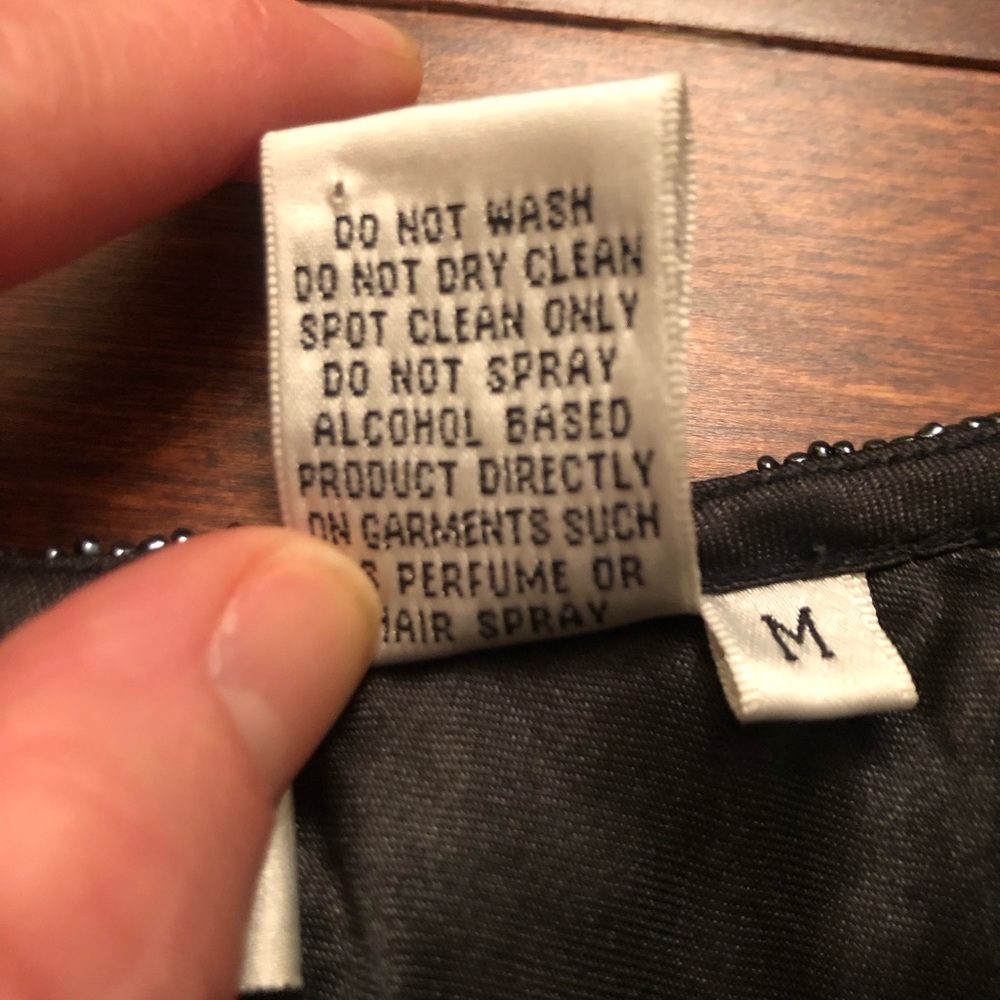 DO NOT WASH
DO NOT DRY CLEAN
SPOT CLEAN ONLY
DO NOT SPRAY
ALCOHOL BASED
PRODUCT DIRECTLY
ON GARMENTS SUCH
AS PERFUME OR
HAIR SPRAY
M